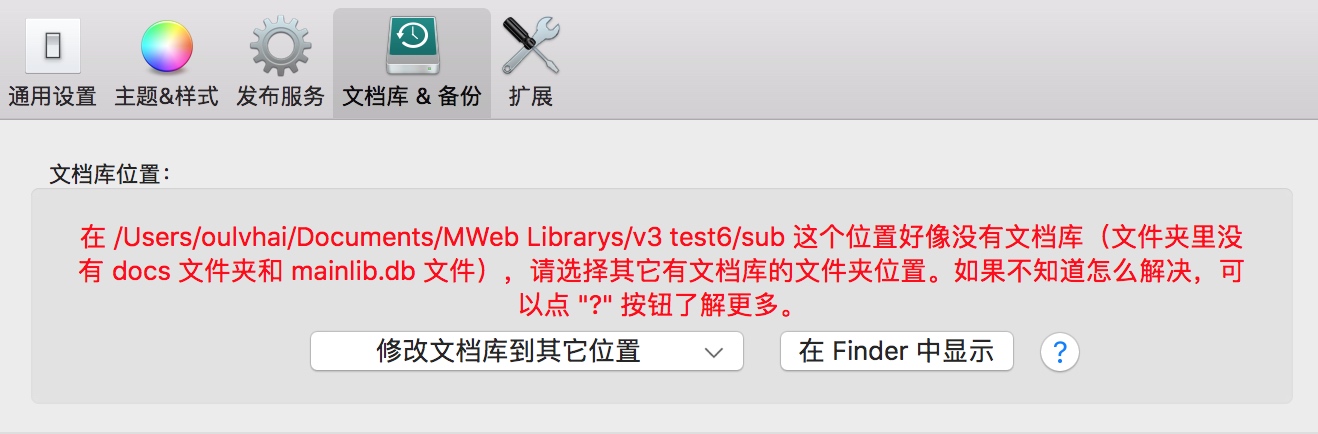 通用设置 主题&样式 发布服务 文档库 & 备份 扩展
文档库位置：
在 /Users/oulvhai/Documents/MWeb Librarys/v3 test6/sub 这个位置好像没有文档库（文件夹里没
有 docs 文件夹和 mainlib.db 文件），请选择其它有文档库的文件夹位置。如果不知道怎么解决，可
以点 "?" 按钮了解更多。
修改文档库到其它位置 在 Finder 中显示 ?